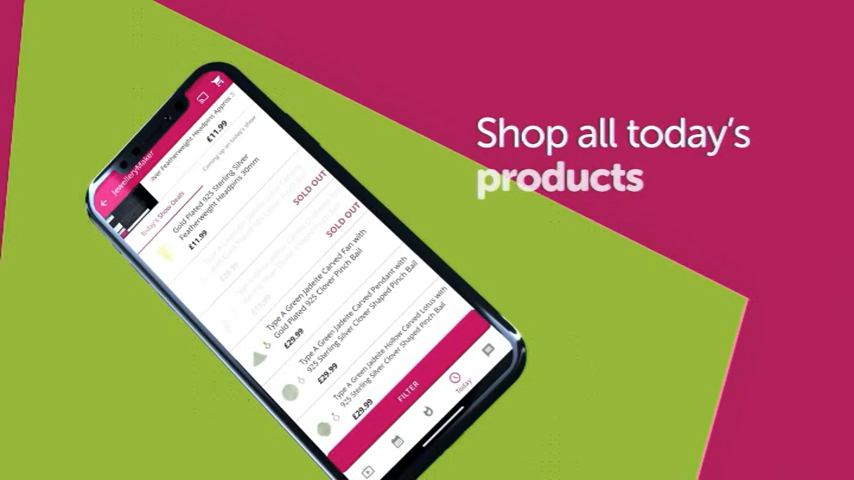 Shop all today's
products
JewelleryMaker
ver Featherweight Headpins Approx
£11.99
Today's Show Deals
Coming up on today's show
Gold Plated 925 Sterling Silver
Featherweight Headpins 30mm
£11.99
SOLD OUT
SOLD OUT
Type A Green Jadeite Carved Fan with
Gold Plated 925 Clover Pinch Bail
£29.99
Type A Green Jadeite Carved Pendant with
925 Sterling Silver Clover Shaped Pinch Bail
£29.99
Type A Green Jadeite Hollow Carved Lotus with
925 Sterling Silver Clover Shaped Pinch Bail
£29.99
FILTER
Today